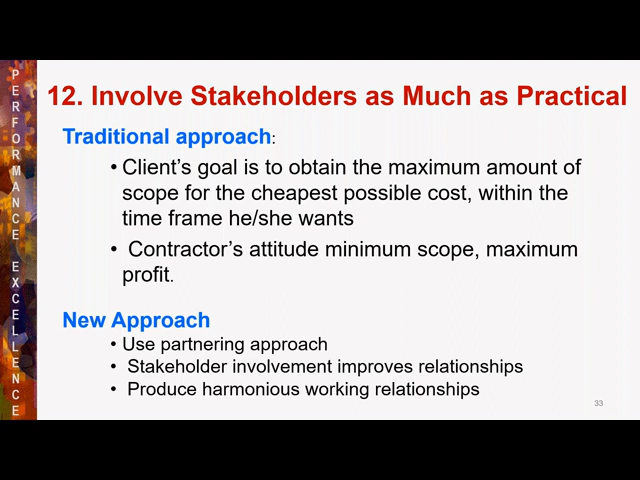 PERFORMANCE EXCELLENCE
12. Involve Stakeholders as Much as Practical
Traditional approach:
• Client's goal is to obtain the maximum amount of
scope for the cheapest possible cost, within the
time frame he/she wants
• Contractor's attitude minimum scope, maximum
profit.
New Approach
• Use partnering approach
• Stakeholder involvement improves relationships
• Produce harmonious working relationships
33